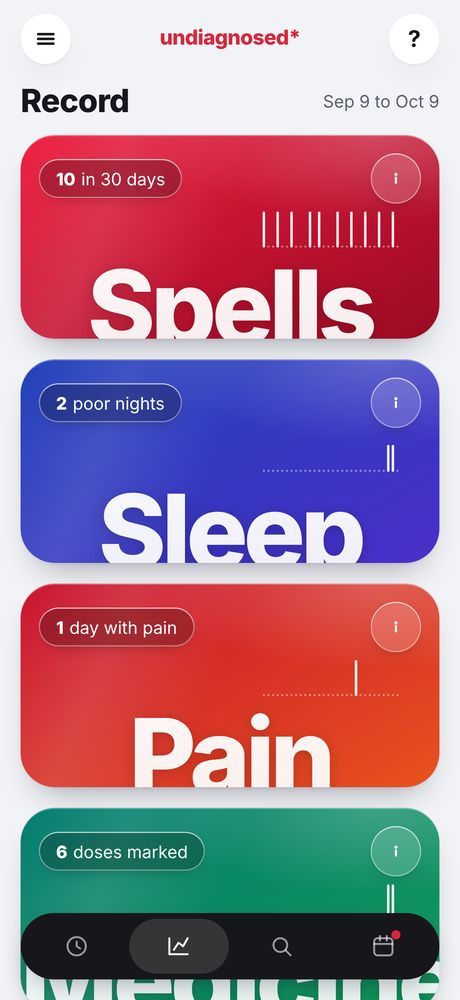 undiagnosed*
?
Record
Sep 9 to Oct 9
10 in 30 days
i
Spells
2 poor nights
i
Sleep
1 day with pain
i
Pain
6 doses marked
i
Medicine